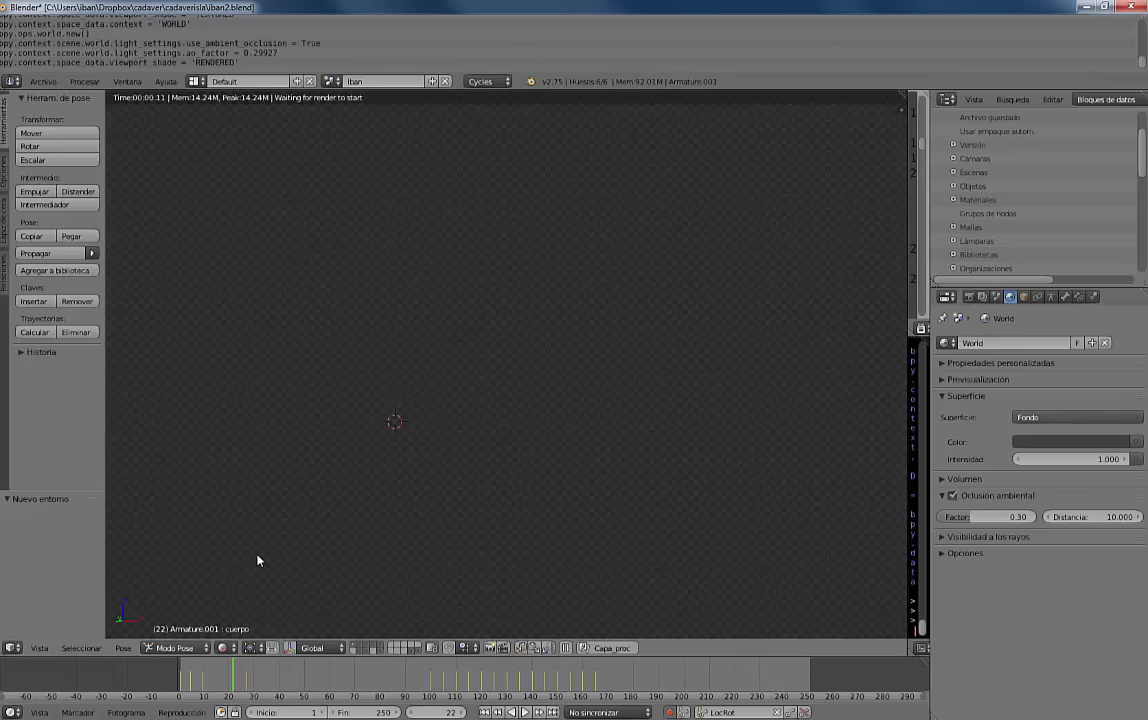 Blender* [C:\Users\iban\Dropbox\cadaver\cadaverisla\iban2.blend]
bpy.context.space_data.context = 'WORLD'
bpy.ops.world.new()
bpy.context.scene.world.light_settings.use_ambient_occlusion = True
bpy.context.scene.world.light_settings.ao_factor = 0.29927
bpy.context.space_data.viewport_shade = 'RENDERED'
Archivo Procesar Ventana Ayuda Default Iban Cycles v2.75 | Huesos:6/6 | Mem:92.01M | Armature.001
Time:00:00.11 | Mem:14.24M, Peak:14.24M | Waiting for render to start
Herram. de pose
Transformar:
Mover
Rotar
Escalar
Intermedio:
Empujar Distender
Intermediador
Pose:
Copiar Pegar
Propagar
Agregar a biblioteca
Claves:
Insertar Remover
Trayectorias:
Calcular Eliminar
Historia
Nuevo entorno
Herramientas
Opciones
Lápiz de cera
Relaciones
(22) Armature.001 : cuerpo
Vista Seleccionar Pose Modo Pose Global Capa_proc
Vista Búsqueda Editar Bloques de datos
Archivo guardado
Usar empaque autom.
Versión
Cámaras
Escenas
Objetos
Materiales
Grupos de nodos
Mallas
Lámparas
Bibliotecas
Organizaciones
World
World F
Propiedades personalizadas
Previsualización
Superficie
Superficie: Fondo
Color:
Intensidad: 1.000
Volumen
Oclusión ambiental
Factor: 0.30 Distancia: 10.000
Visibilidad a los rayos
Opciones
-60 -50 -40 -30 -20 -10 0 10 20 30 40 50 60 70 80 90 100 110 120 130 140 150 160 170 180 190 200 210 220 230 240 250 260 270 280 290
Vista Marcador Fotograma Reproducción Inicio: 1 Fin: 250 22 No sincronizar LocRot